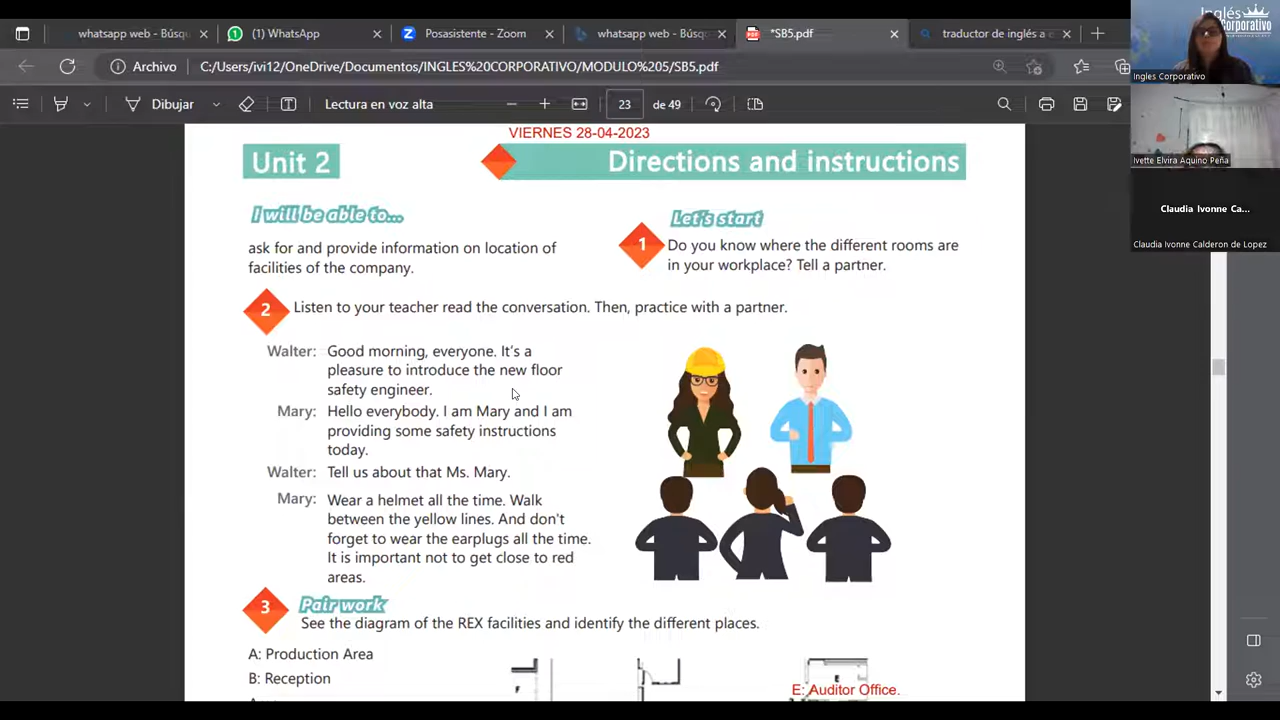 whatsapp web - Búsqu
(1) WhatsApp
Posasistente - Zoom
whatsapp web - Búsqu
*SB5.pdf
traductor de inglés a e
Archivo
C:/Users/ivi12/OneDrive/Documentos/INGLES%20CORPORATIVO/MODULO%205/SB5.pdf
Dibujar
Lectura en voz alta
23
de 49
Inglés
Corporativo
Ingles Corporativo
Ivette Elvira Aquino Peña
Claudia Ivonne Ca...
Claudia Ivonne Calderon de Lopez
VIERNES 28-04-2023
Unit 2
Directions and instructions
I will be able to...
ask for and provide information on location of
facilities of the company.
Let's start
1
Do you know where the different rooms are
in your workplace? Tell a partner.
2
Listen to your teacher read the conversation. Then, practice with a partner.
Walter: Good morning, everyone. It's a
pleasure to introduce the new floor
safety engineer.
Mary: Hello everybody. I am Mary and I am
providing some safety instructions
today.
Walter: Tell us about that Ms. Mary.
Mary: Wear a helmet all the time. Walk
between the yellow lines. And don't
forget to wear the earplugs all the time.
It is important not to get close to red
areas.
3
Pair work
See the diagram of the REX facilities and identify the different places.
A: Production Area
B: Reception
F
E
E: Auditor Office.